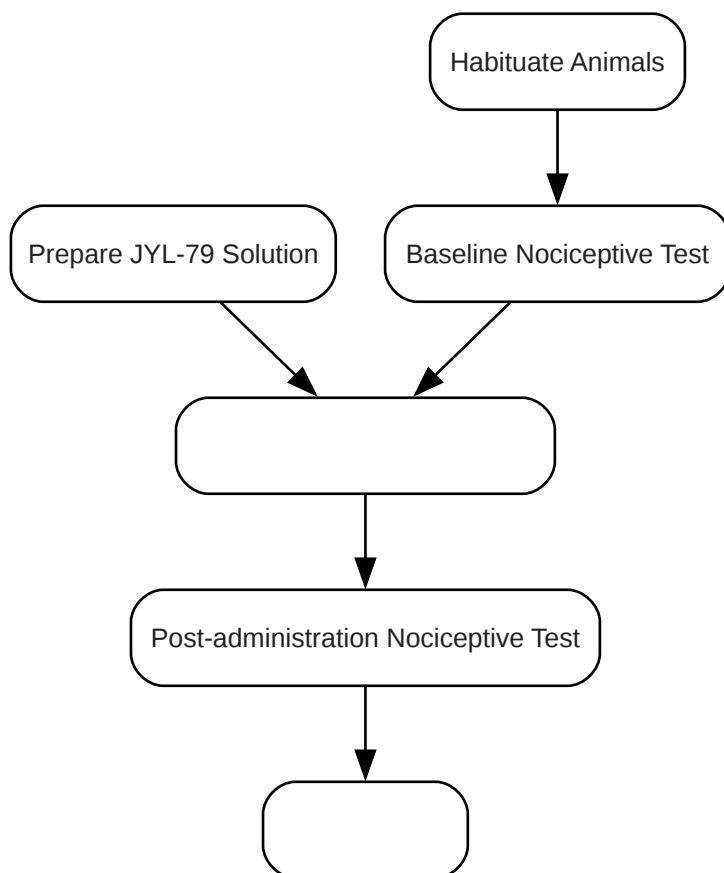 Habituate Animals
Prepare JYL-79 Solution
Baseline Nociceptive Test
Post-administration Nociceptive Test